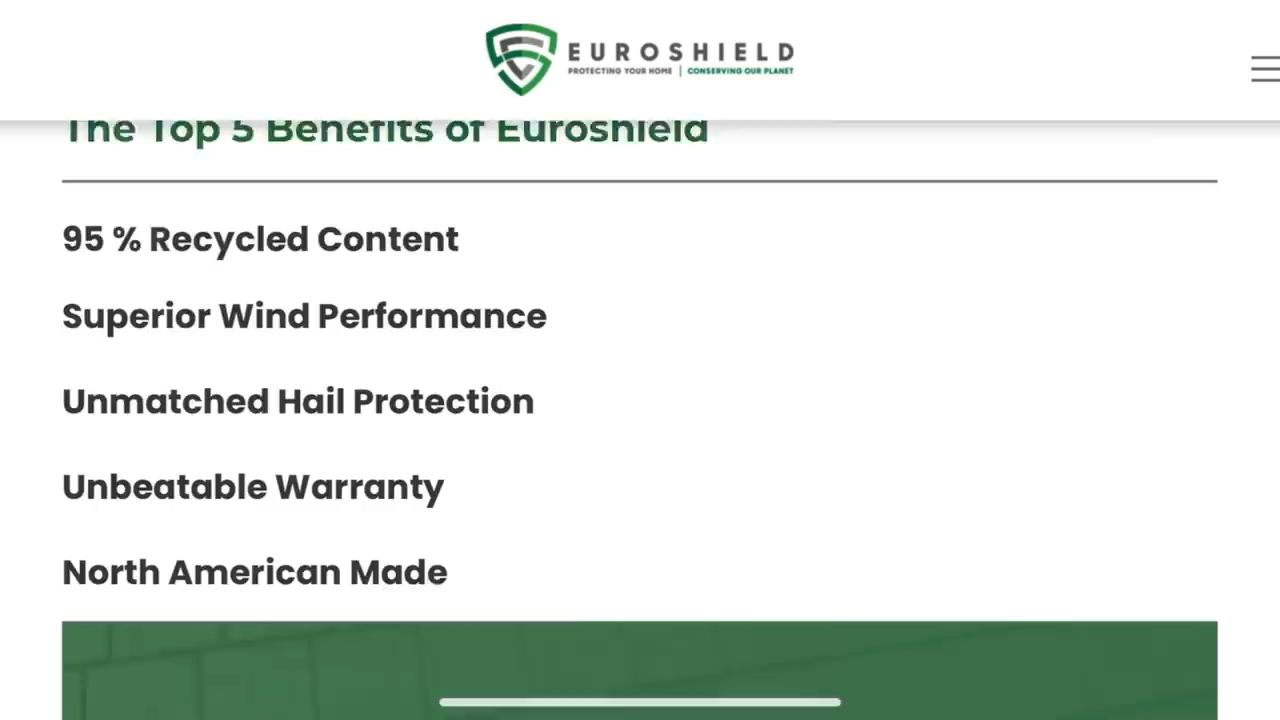 EUROSHIELD
PROTECTING YOUR HOME | CONSERVING OUR PLANET
The Top 5 Benefits of Euroshield
95 % Recycled Content
Superior Wind Performance
Unmatched Hail Protection
Unbeatable Warranty
North American Made